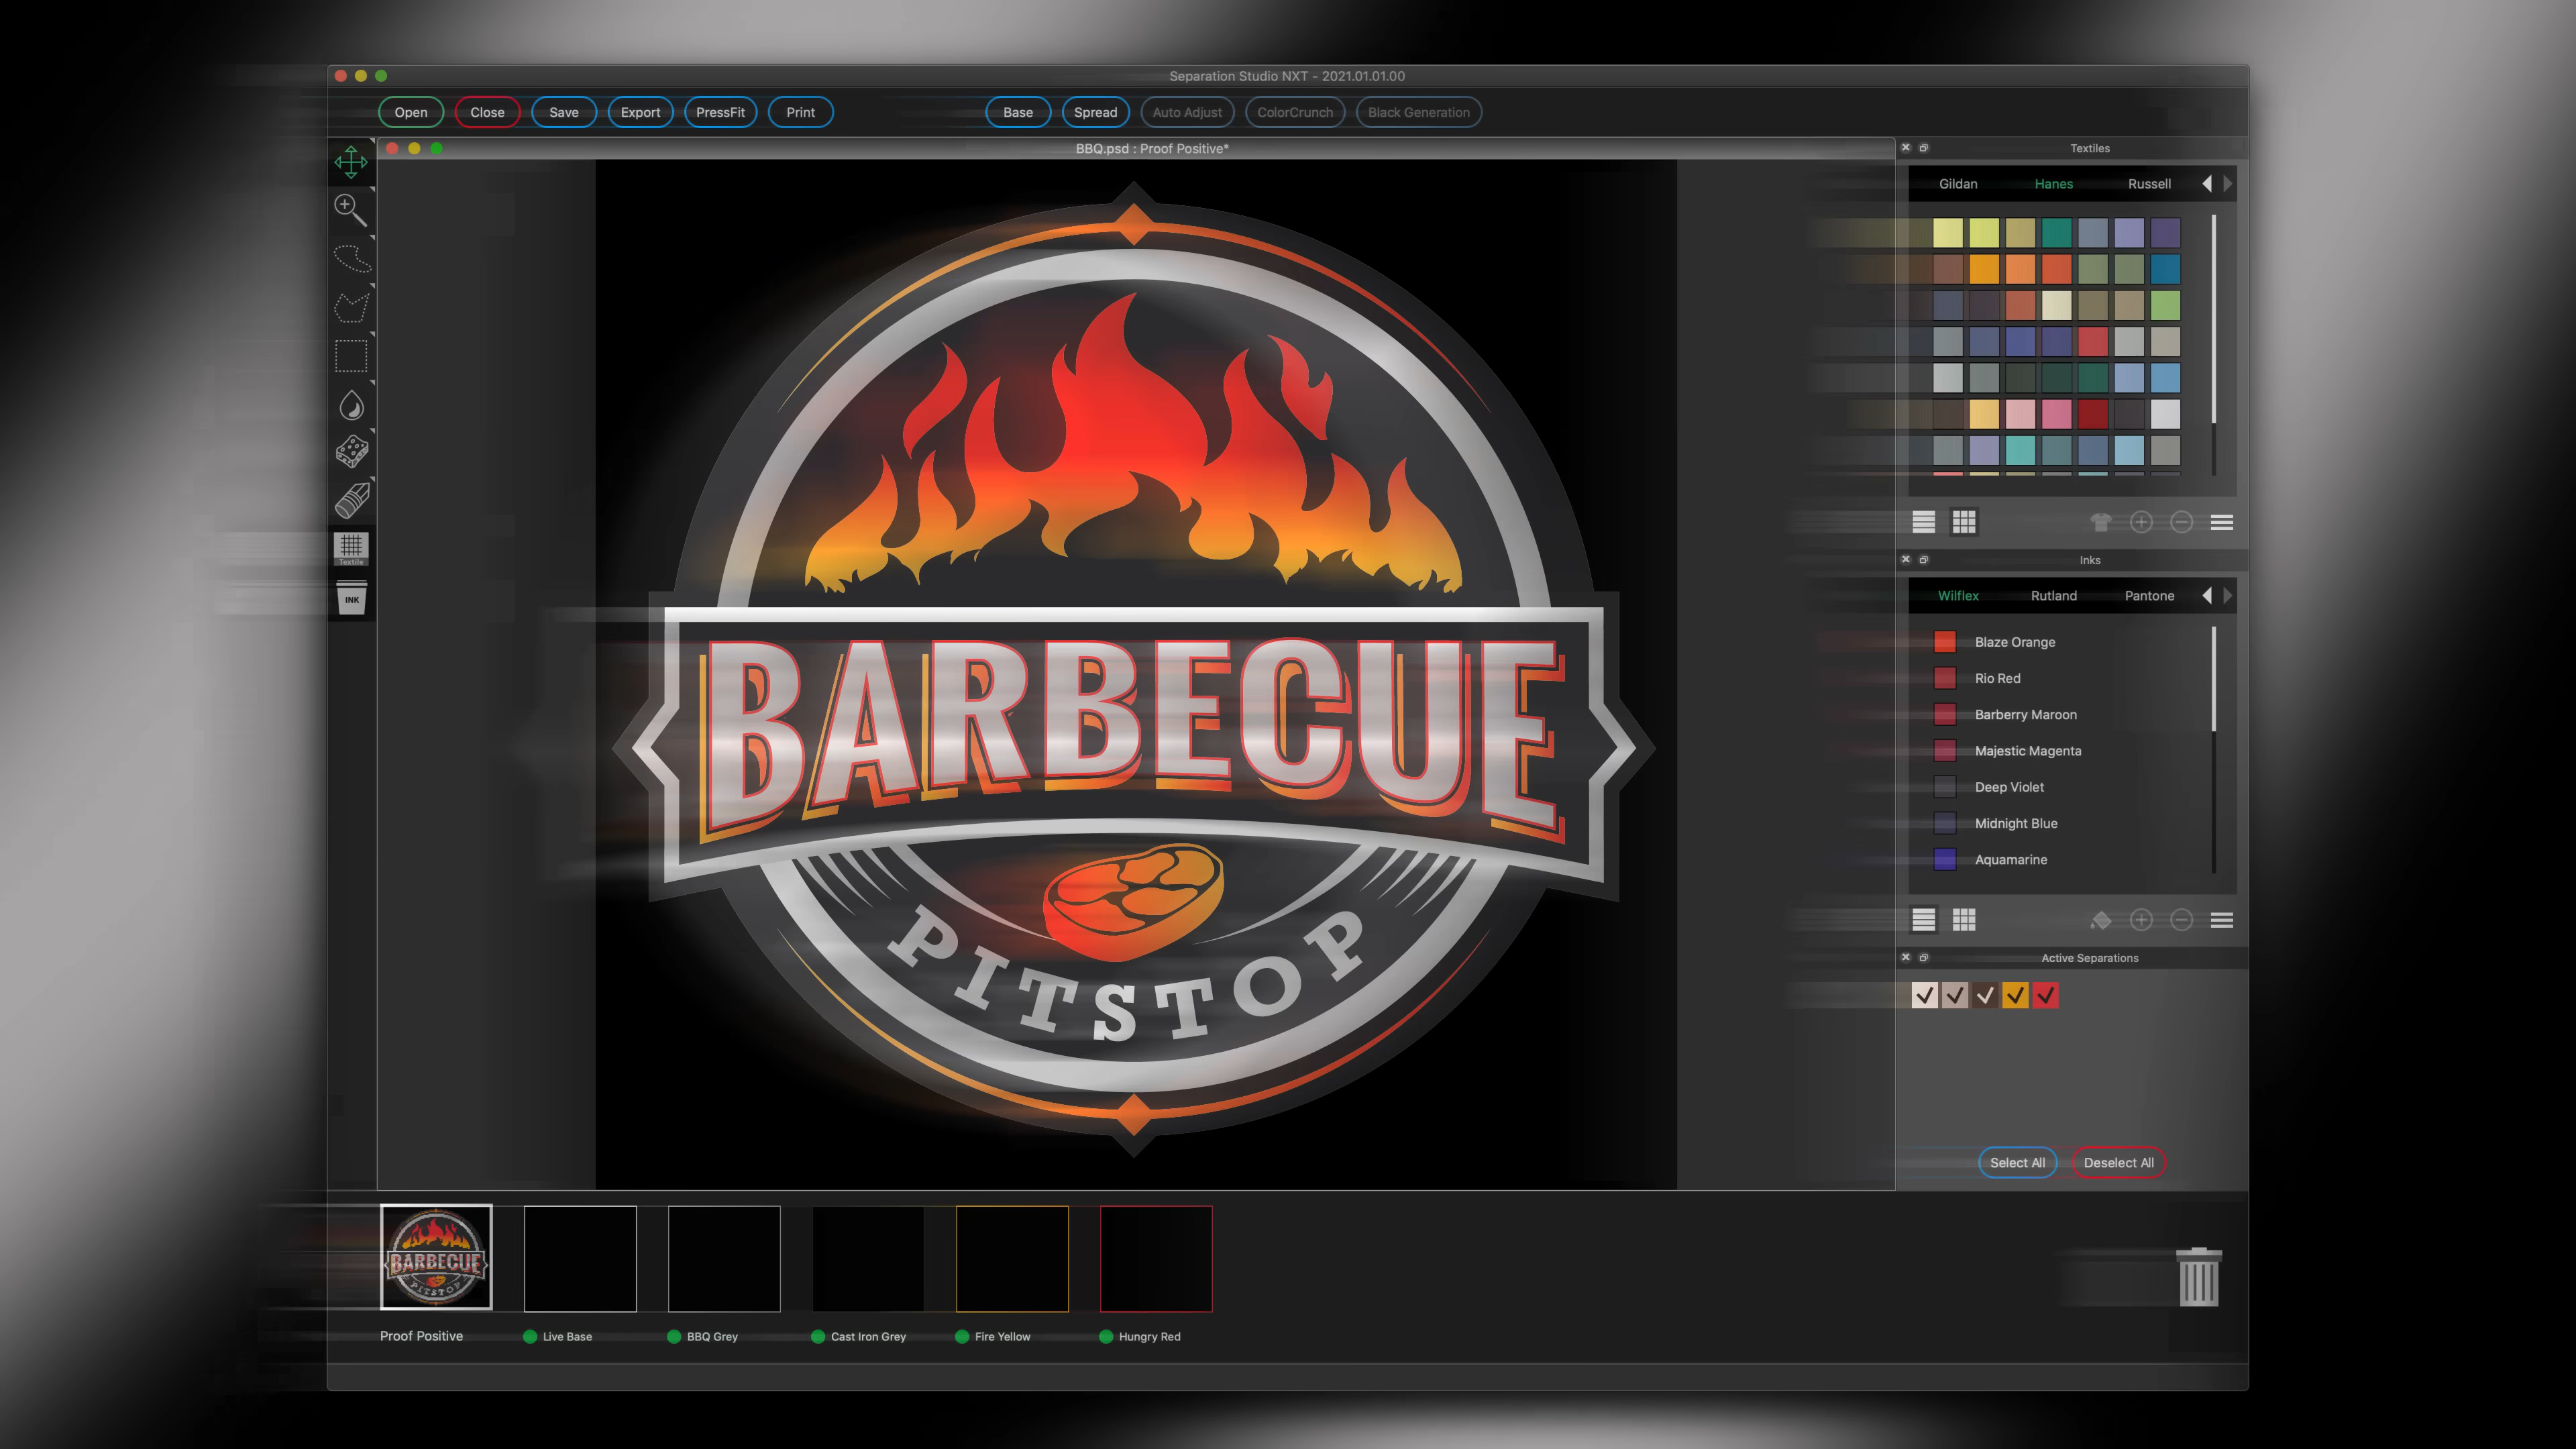 Separation Studio NXT - 2021.01.01.00
Open Close Save Export PressFit Print Base Spread Auto Adjust ColorCrunch Black Generation
BBQ.psd : Proof Positive*
Textiles
Gildan Hanes Russell
BARBECUE
PITSTOP
Textile
INK
Inks
Wilflex Rutland Pantone
Blaze Orange
Rio Red
Barberry Maroon
Majestic Magenta
Deep Violet
Midnight Blue
Aquamarine
Active Separations
Select All Deselect All
BARBECUE
PITSTOP
Proof Positive Live Base BBQ Grey Cast Iron Grey Fire Yellow Hungry Red